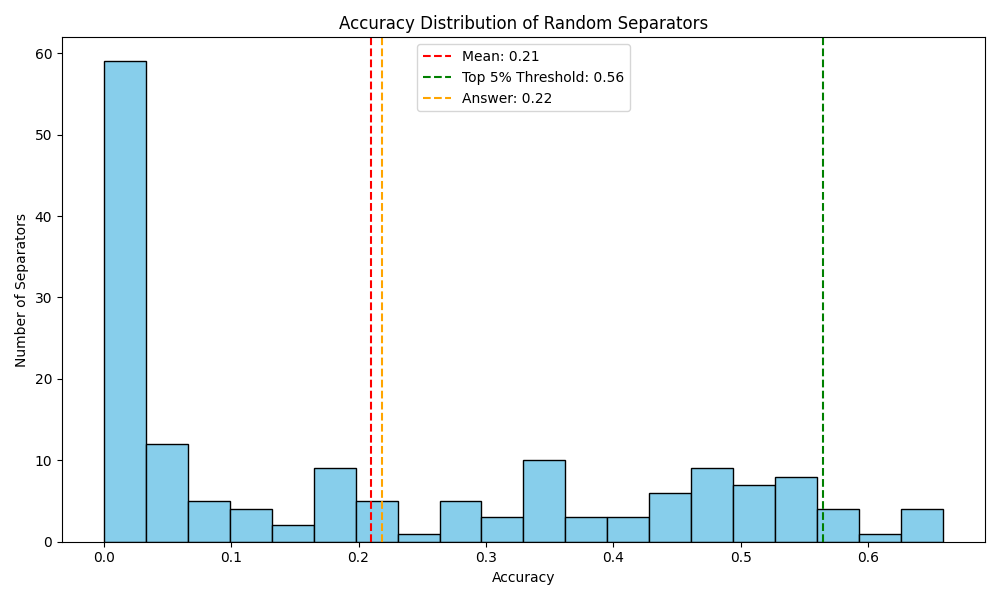 Accuracy Distribution of Random Separators
Mean: 0.21
Top 5% Threshold: 0.56
Answer: 0.22
Number of Separators
60
50
40
30
20
10
0
0.0 0.1 0.2 0.3 0.4 0.5 0.6
Accuracy